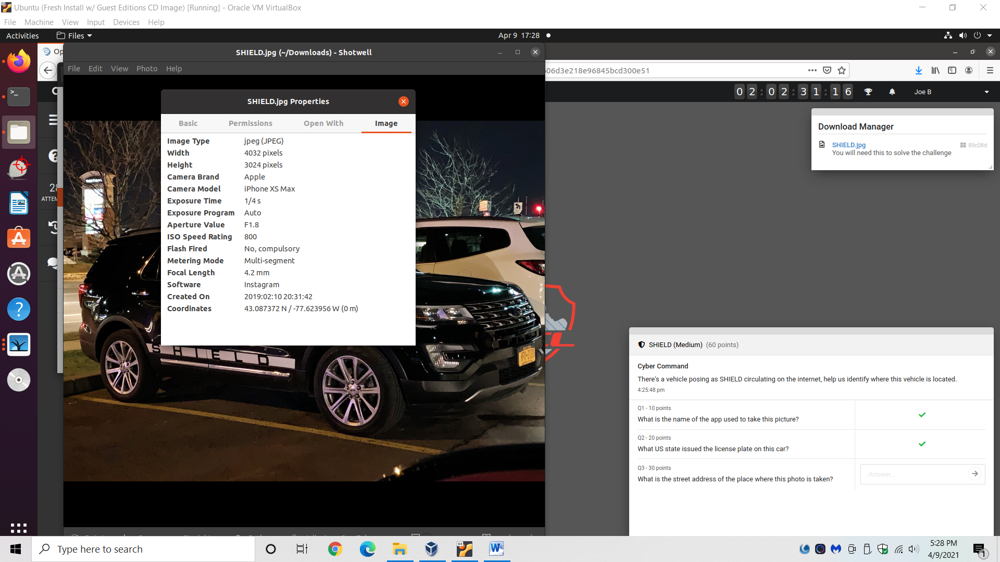 Ubuntu (Fresh Install w/ Guest Editions CD Image) [Running] - Oracle VM VirtualBox
File Machine View Input Devices Help
Activities Files Apr 9 17:28
SHIELD.jpg (~/Downloads) - Shotwell
File Edit View Photo Help
06d3e218e96845bcd300e51
02:02:31:16 Joe B
SHIELD.jpg Properties
Basic Permissions Open With Image
Image Type jpeg (JPEG)
Width 4032 pixels
Height 3024 pixels
Camera Brand Apple
Camera Model iPhone XS Max
Exposure Time 1/4 s
Exposure Program Auto
Aperture Value F1.8
ISO Speed Rating 800
Flash Fired No, compulsory
Metering Mode Multi-segment
Focal Length 4.2 mm
Software Instagram
Created On 2019:02:10 20:31:42
Coordinates 43.087372 N / -77.623956 W (0 m)
SHIELD
Download Manager
SHIELD.jpg 89c08d
You will need this to solve the challenge
SHIELD (Medium) (60 points)
Cyber Command
There's a vehicle posing as SHIELD circulating on the internet, help us identify where this vehicle is located.
4:25:48 pm
Q1 - 10 points
What is the name of the app used to take this picture?
Q2 - 20 points
What US state issued the license plate on this car?
Q3 - 30 points
What is the street address of the place where this photo is taken?
Answer...
Type here to search
64
5:28 PM
4/9/2021
1